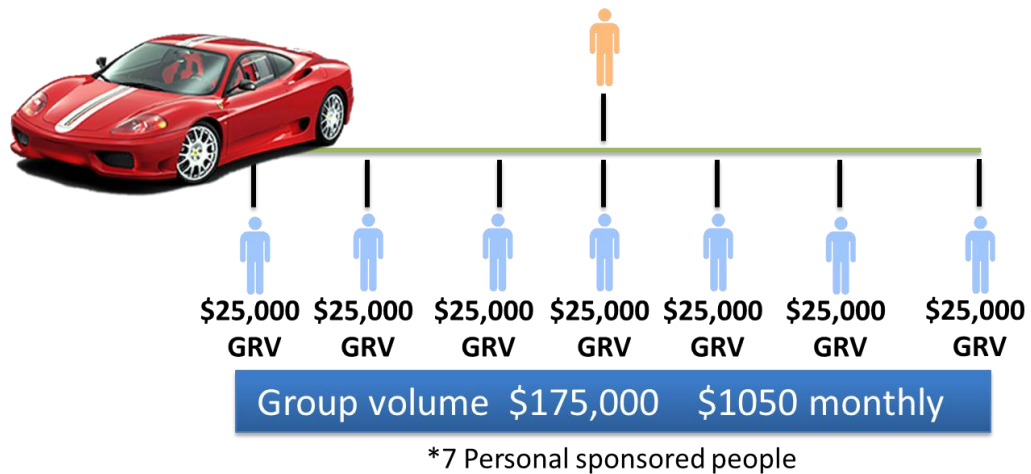 $25,000 $25,000 $25,000 $25,000 $25,000 $25,000 $25,000
GRV GRV GRV GRV GRV GRV GRV
Group volume $175,000 $1050 monthly
*7 Personal sponsored people